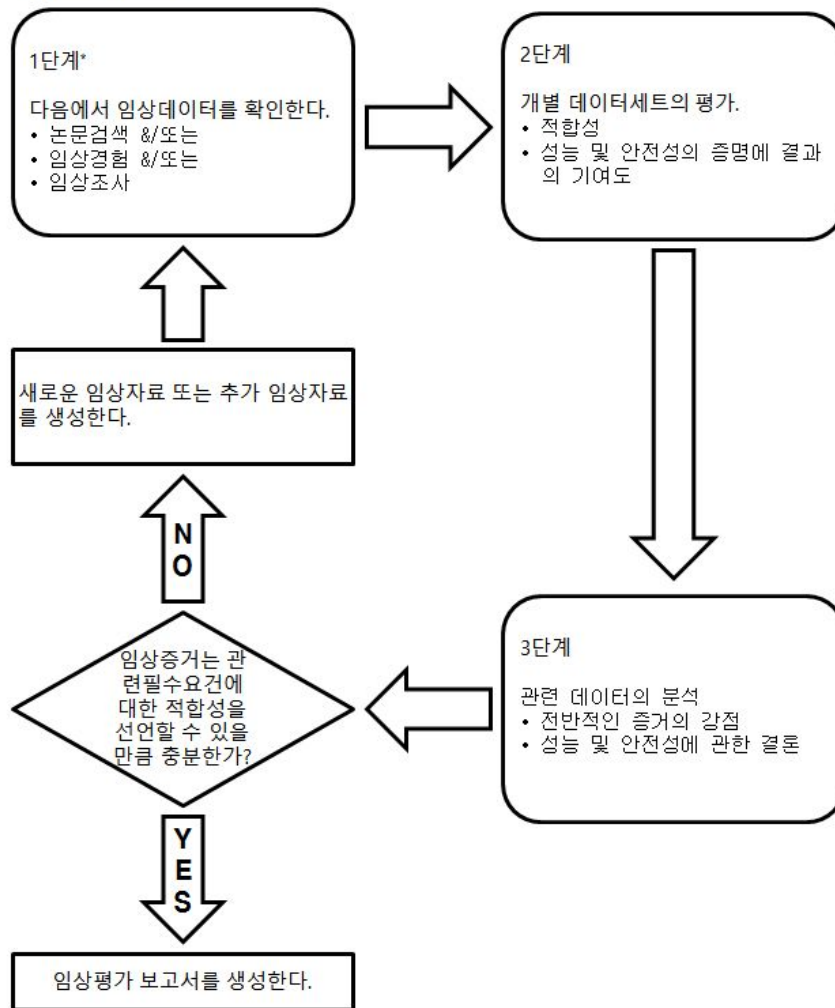 1단계*
다음에서 임상데이터를 확인한다.
• 논문검색 &/또는
• 임상경험 &/또는
• 임상조사
2단계
개별 데이터세트의 평가.
• 적합성
• 성능 및 안전성의 증명에 결과
의 기여도
3단계
관련 데이터의 분석
• 전반적인 증거의 강점
• 성능 및 안전성에 관한 결론
임상증거는 관
련필수요건에
대한 적합성을
선언할 수 있을
만큼 충분한가?
NO
새로운 임상자료 또는 추가 임상자료
를 생성한다.
YES
임상평가 보고서를 생성한다.